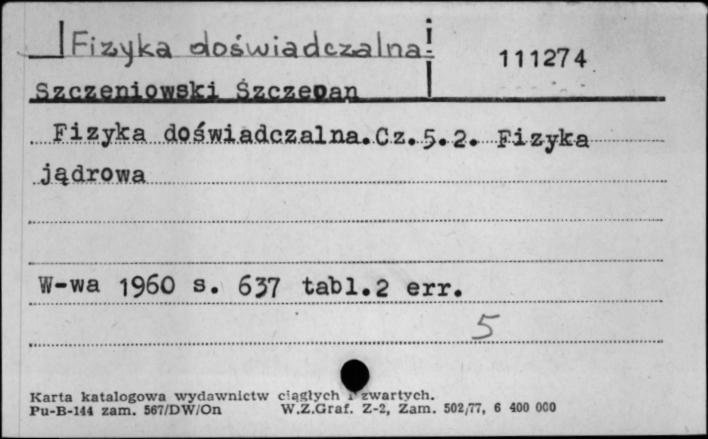 Fizyka doświadczalna
111274
Szczeniowski Szczepan
Fizyka doświadczalna.Cz.5.2. Fizyka
jądrowa
W-wa 1960 s. 637 tabl.2 err.
5
Karta katalogowa wydawnictw ciągłych i zwartych.
Pu-B-144 zam. 567/DW/On W.Z.Graf. Z-2, Zam. 502/77, 6 400 000